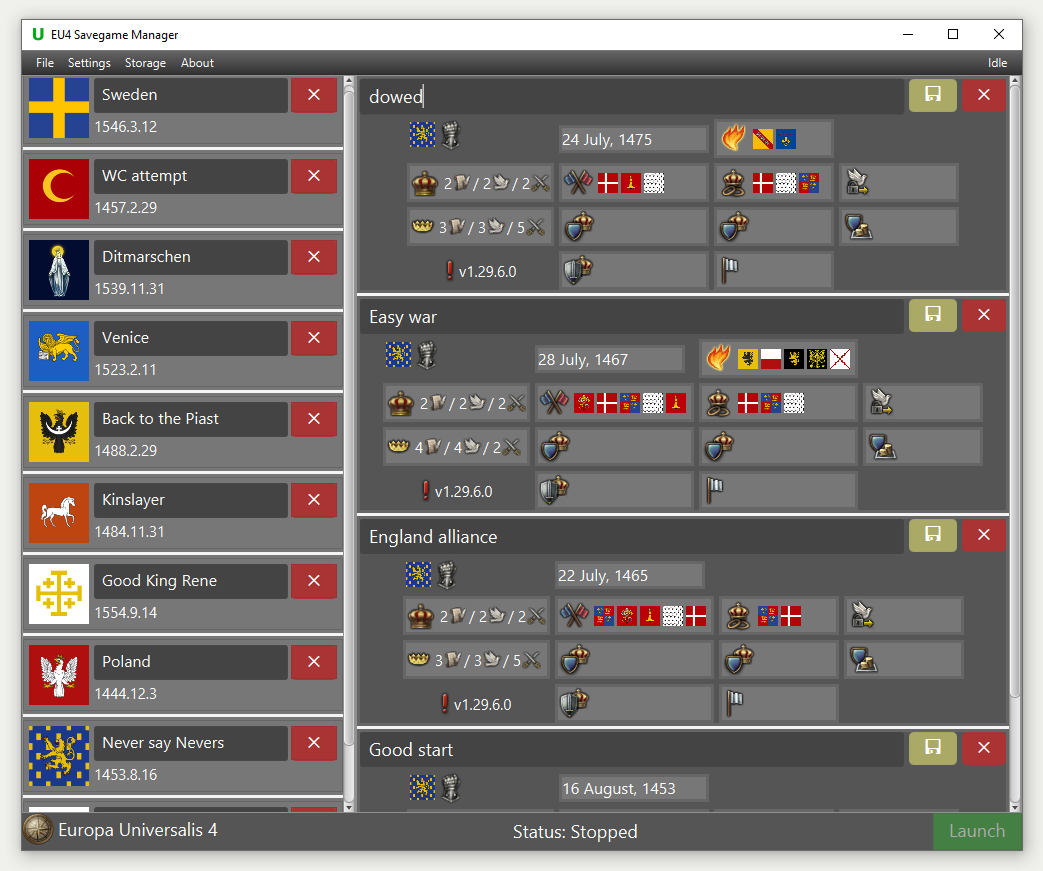 EU4 Savegame Manager
File Settings Storage About Idle
Sweden
1546.3.12
WC attempt
1457.2.29
Ditmarschen
1539.11.31
Venice
1523.2.11
Back to the Piast
1488.2.29
Kinslayer
1484.11.31
Good King Rene
1554.9.14
Poland
1444.12.3
Never say Nevers
1453.8.16
dowed
24 July, 1475
2 / 2 / 2
3 / 3 / 5
v1.29.6.0
Easy war
28 July, 1467
2 / 2 / 2
4 / 4 / 2
v1.29.6.0
England alliance
22 July, 1465
2 / 2 / 2
3 / 3 / 5
v1.29.6.0
Good start
16 August, 1453
Europa Universalis 4 Status: Stopped Launch